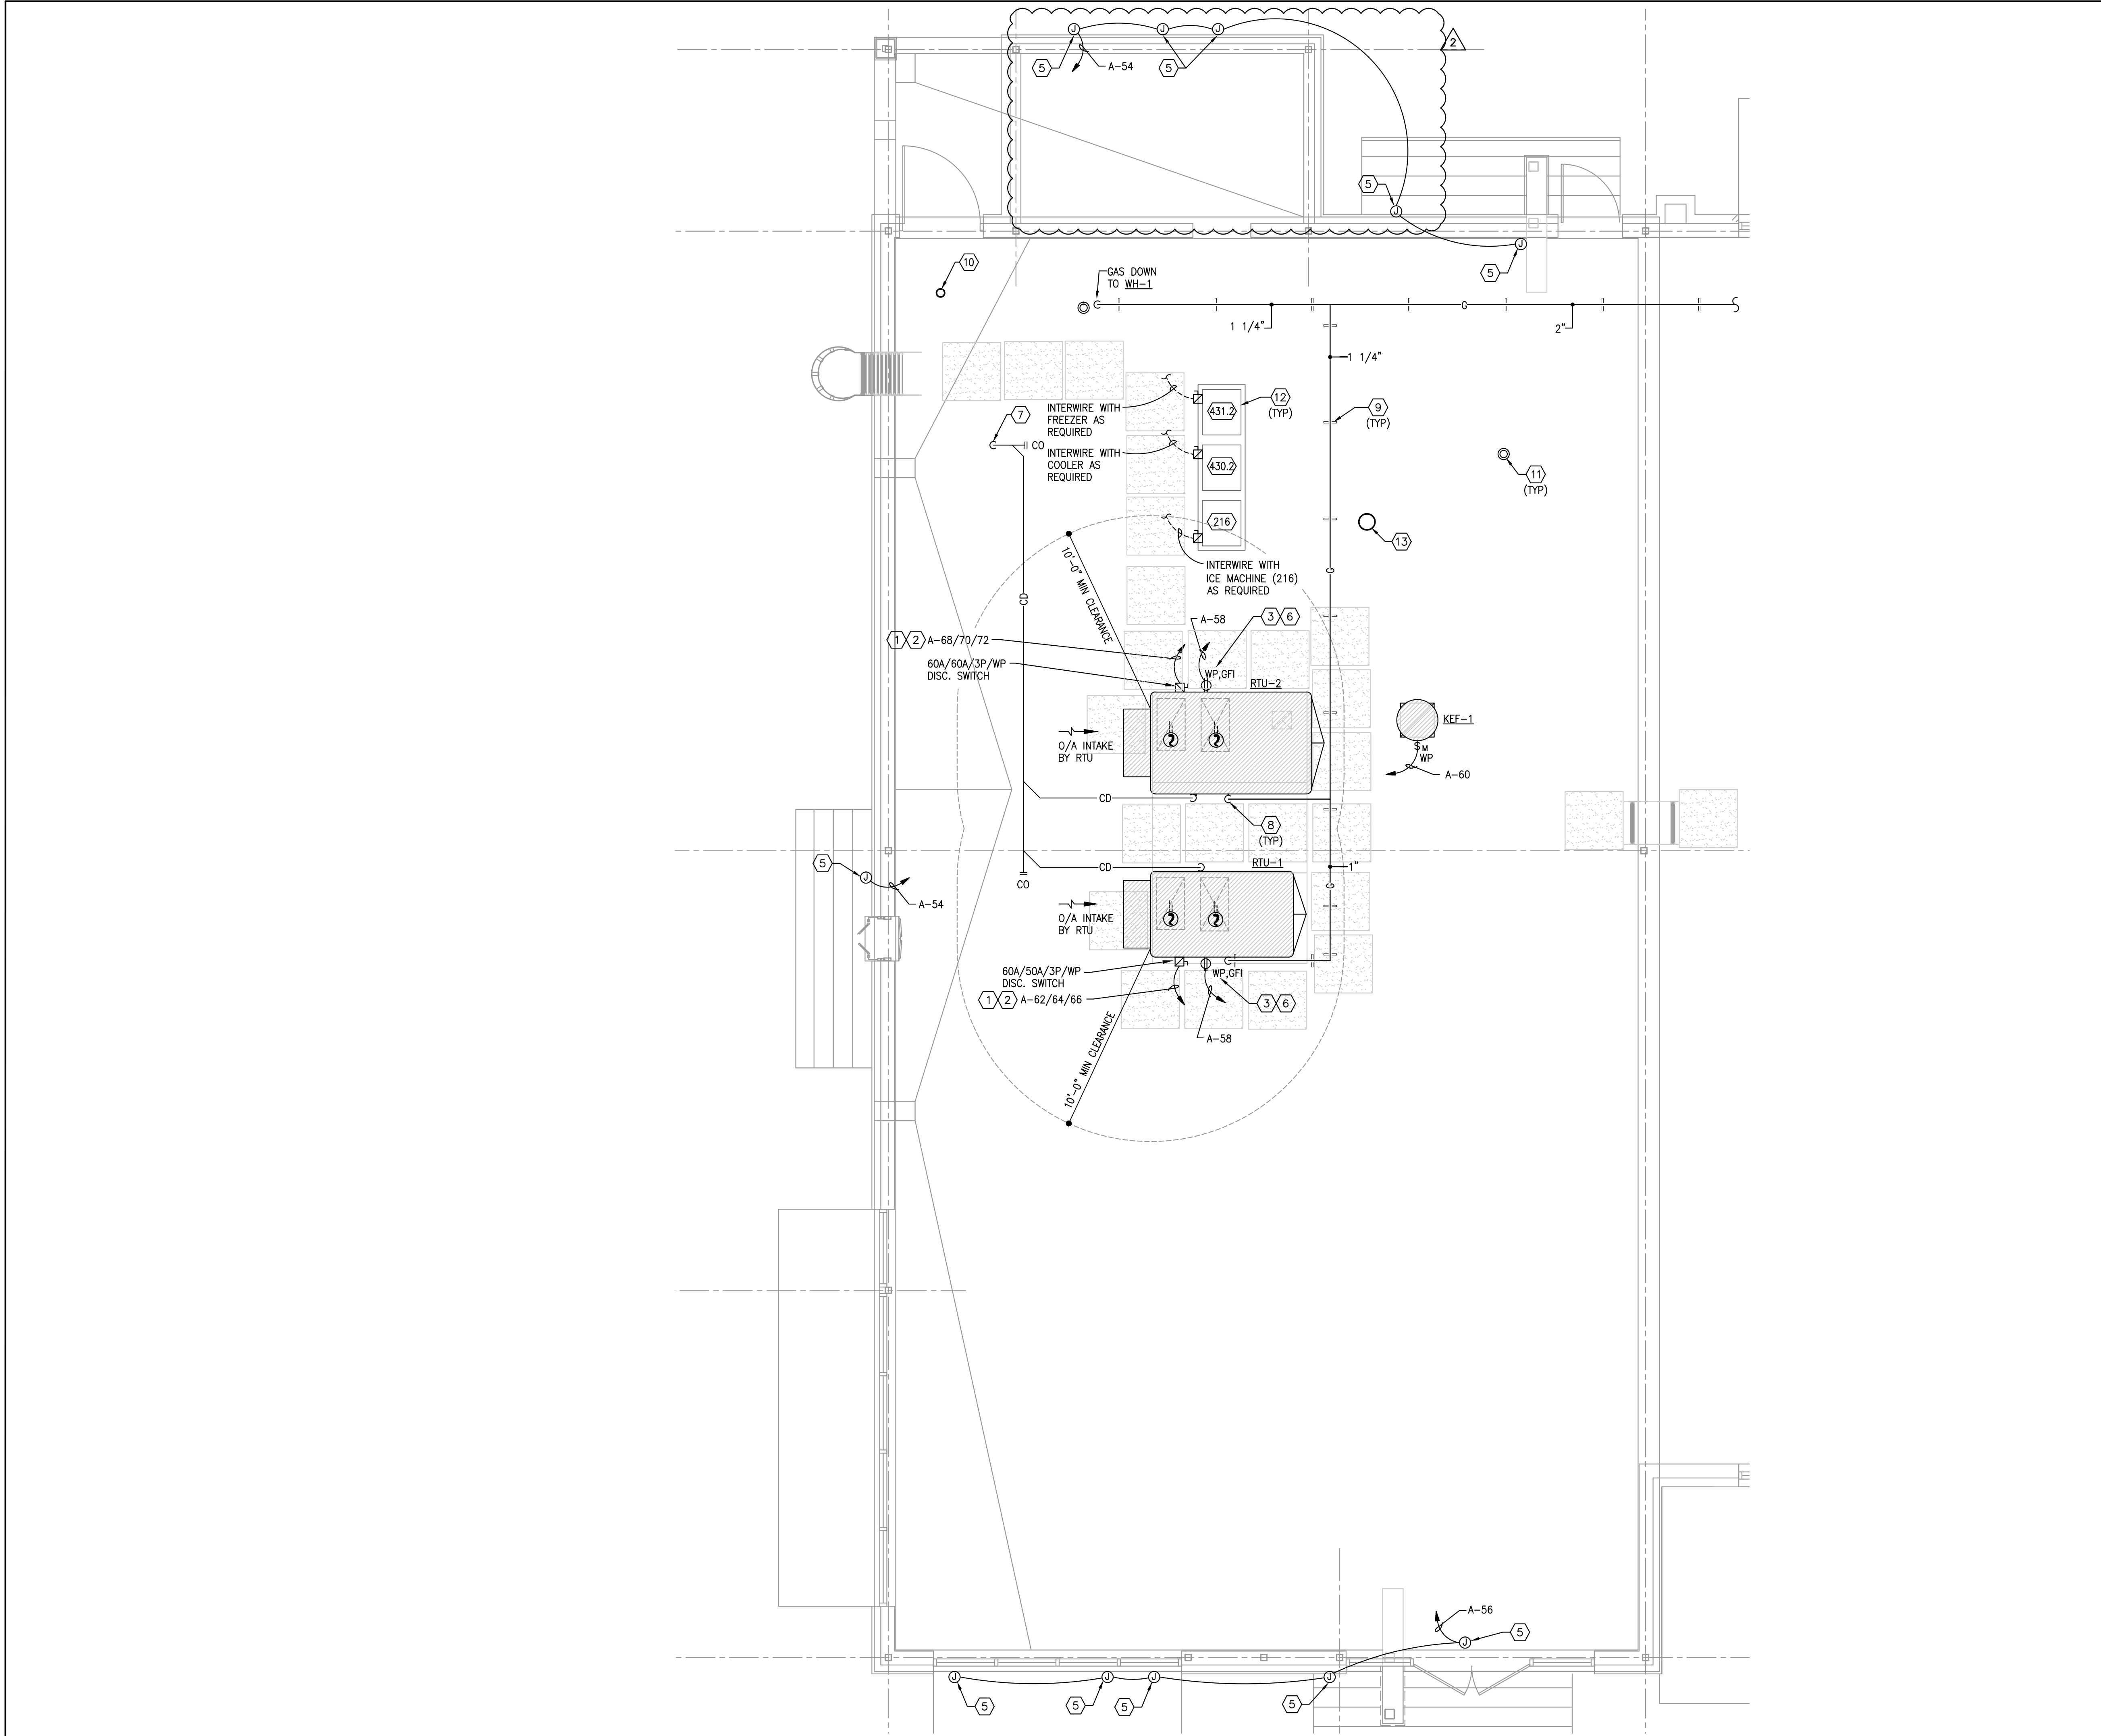 J
J
J
2
5
A-54
5
5
J
J
5
10
GAS DOWN
TO WH-1
G
1 1/4"
2"
1 1/4"
INTERWIRE WITH
FREEZER AS
REQUIRED
431.2
12
(TYP)
9
(TYP)
7
CO
INTERWIRE WITH
COOLER AS
REQUIRED
430.2
11
(TYP)
216
13
10'-0" MIN CLEARANCE
INTERWIRE WITH
ICE MACHINE (216)
AS REQUIRED
G
CD
A-58
3 6
1 2 A-68/70/72
60A/60A/3P/WP
DISC. SWITCH
WP,GFI
RTU-2
KEF-1
$ M
WP
O/A INTAKE
BY RTU
A-60
CD
8
(TYP)
RTU-1
5
CD
1"
J
CO
G
A-54
O/A INTAKE
BY RTU
60A/50A/3P/WP
DISC. SWITCH
WP,GFI
1 2 A-62/64/66
3 6
A-58
10'-0" MIN CLEARANCE
A-56
5
J
J
J
J
J
5
5
5
5